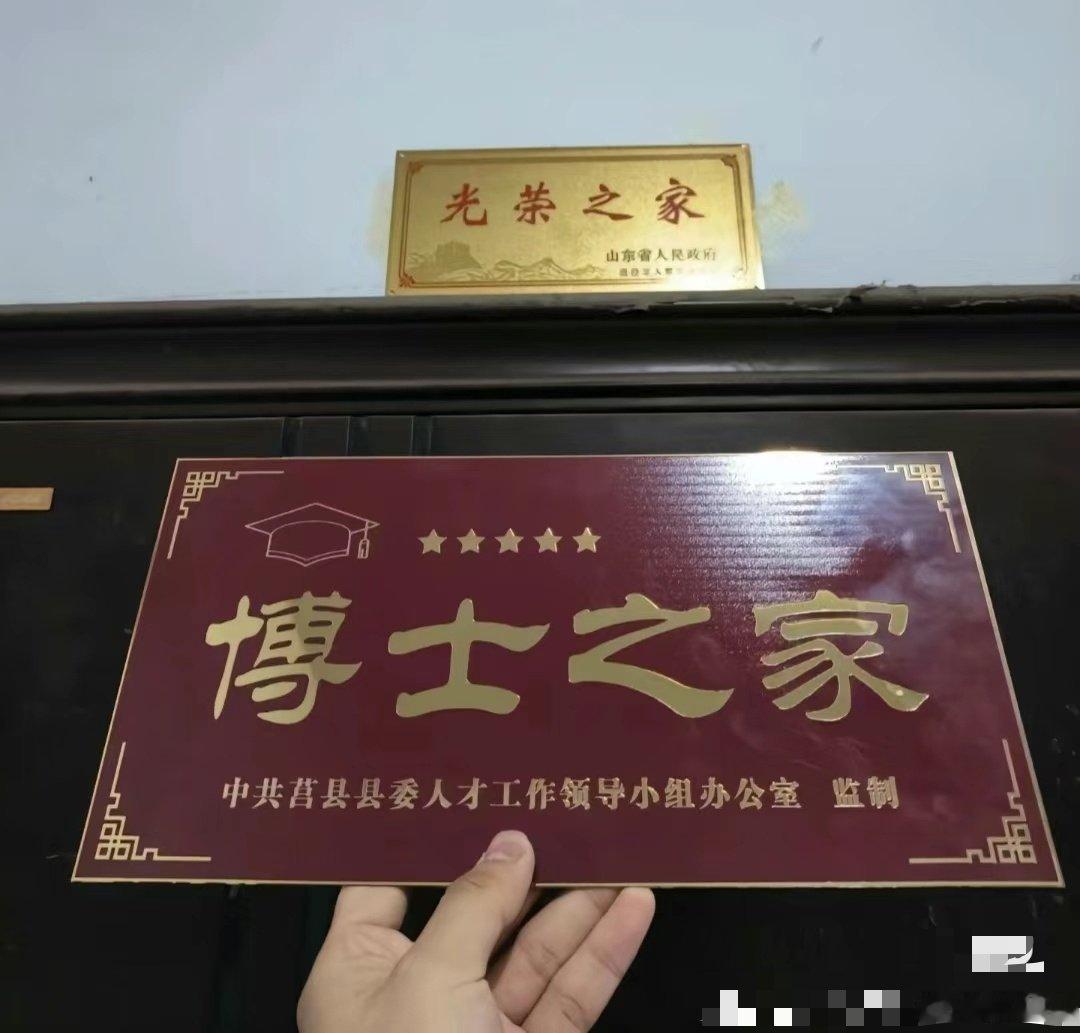 光荣之家
山东省人民政府
博士之家
中共莒县县委人才工作领导小组办公室 监制